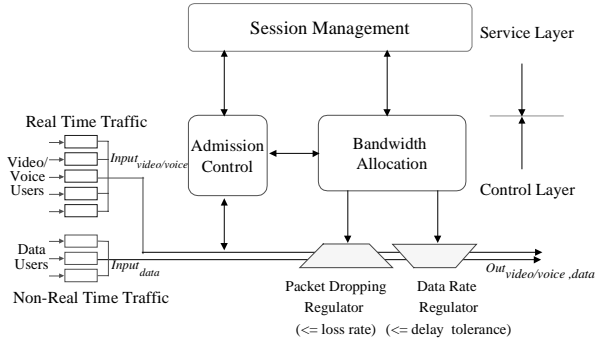 Session Management
Service Layer
Real Time Traffic
Video/
Voice
Users
Input video/voice
Admission
Control
Bandwidth
Allocation
Control Layer
Data
Users
Input data
Non-Real Time Traffic
Out video/voice ,data
Packet Dropping
Regulator
(<= loss rate)
Data Rate
Regulator
(<= delay tolerance)